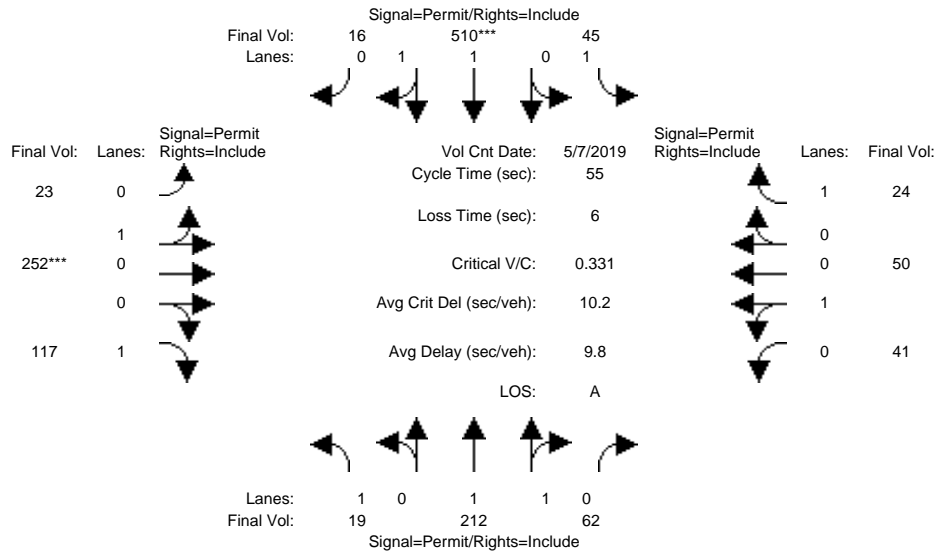 Signal=Permit/Rights=Include
Final Vol: 16 510*** 45
Lanes: 0 1 1 0 1
Signal=Permit Signal=Permit
Final Vol: Lanes: Rights=Include Vol Cnt Date: 5/7/2019 Rights=Include Lanes: Final Vol:
Cycle Time (sec): 55
23 0 1 24
Loss Time (sec): 6
1 0
252*** 0 Critical V/C: 0.331 0 50
0 Avg Crit Del (sec/veh): 10.2 1
117 1 Avg Delay (sec/veh): 9.8 0 41
LOS: A
Lanes: 1 0 1 1 0
Final Vol: 19 212 62
Signal=Permit/Rights=Include